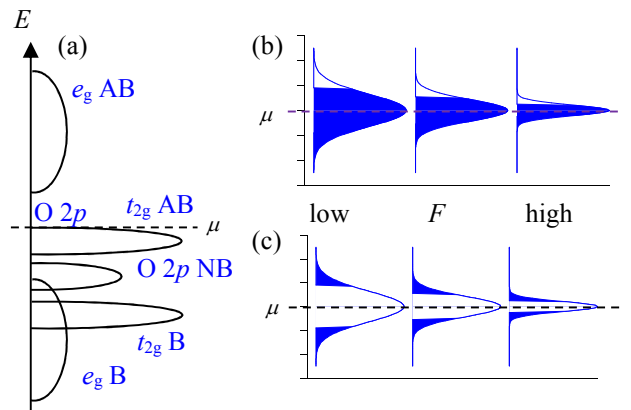 E
(a)
e_g AB
O 2p
t_2g AB
μ
O 2p NB
t_2g B
e_g B
(b)
μ
low F high
(c)
μ